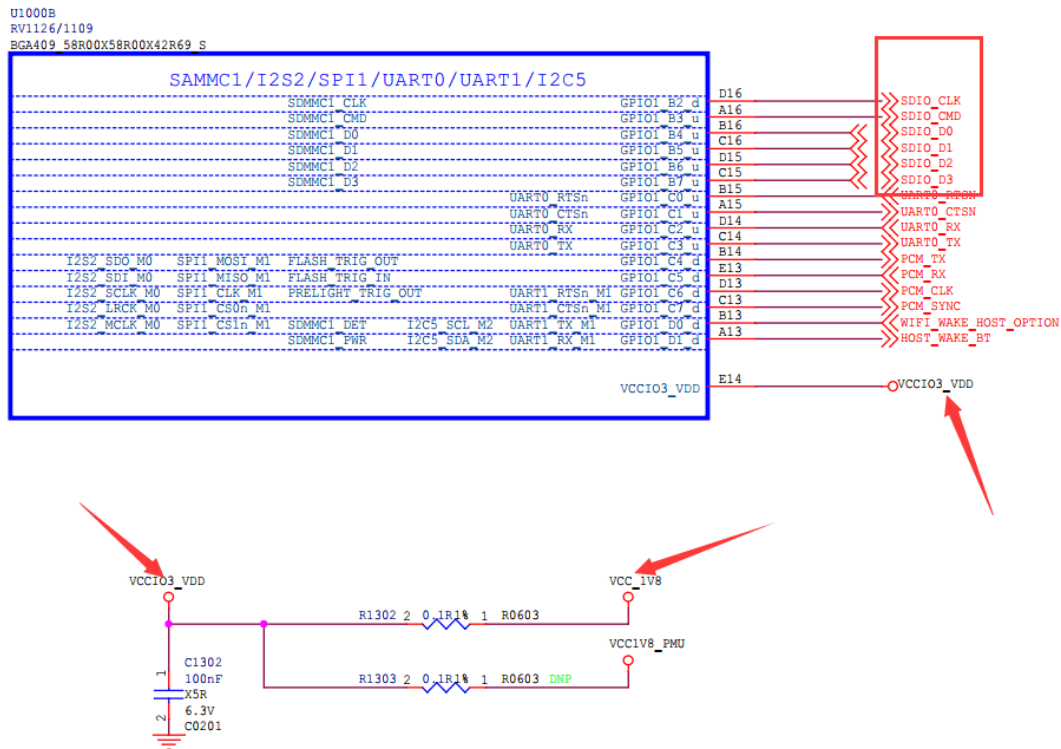 U1000B
RV1126/1109
BGA409_58R00X58R00X42R69_S
SAMMC1/I2S2/SPI1/UART0/UART1/I2C5
SDMMC1_CLK GPIO1_B2_d D16 SDIO_CLK
SDMMC1_CMD GPIO1_B3_u A16 SDIO_CMD
SDMMC1_D0 GPIO1_B4_u B16 SDIO_D0
SDMMC1_D1 GPIO1_B5_u C16 SDIO_D1
SDMMC1_D2 GPIO1_B6_u D15 SDIO_D2
SDMMC1_D3 GPIO1_B7_u C15 SDIO_D3
UART0_RTSn GPIO1_C0_u B15 UART0_RTSN
UART0_CTSn GPIO1_C1_u A15 UART0_CTSN
UART0_RX GPIO1_C2_u D14 UART0_RX
UART0_TX GPIO1_C3_u C14 UART0_TX
I2S2_SDO_M0 SPI1_MOSI_M1 FLASH_TRIG_OUT GPIO1_C4_d B14 PCM_TX
I2S2_SDI_M0 SPI1_MISO_M1 FLASH_TRIG_IN GPIO1_C5_d E13 PCM_RX
I2S2_SCLK_M0 SPI1_CLK_M1 PRELIGHT_TRIG_OUT UART1_RTSn_M1 GPIO1_C6_d D13 PCM_CLK
I2S2_LRCK_M0 SPI1_CS0n_M1 UART1_CTSn_M1 GPIO1_C7_d C13 PCM_SYNC
I2S2_MCLK_M0 SPI1_CS1n_M1 SDMMC1_DET I2C5_SCL_M2 UART1_TX_M1 GPIO1_D0_d B13 WIFI_WAKE_HOST_OPTION
SDMMC1_PWR I2C5_SDA_M2 UART1_RX_M1 GPIO1_D1_d A13 HOST_WAKE_BT
VCCIO3_VDD E14 VCCIO3_VDD
VCCIO3_VDD VCC_1V8
R1302 2 0.1R1% 1 R0603
VCC1V8_PMU
R1303 2 0.1R1% 1 R0603 DNP
1 C1302
100nF
X5R
6.3V
2 C0201